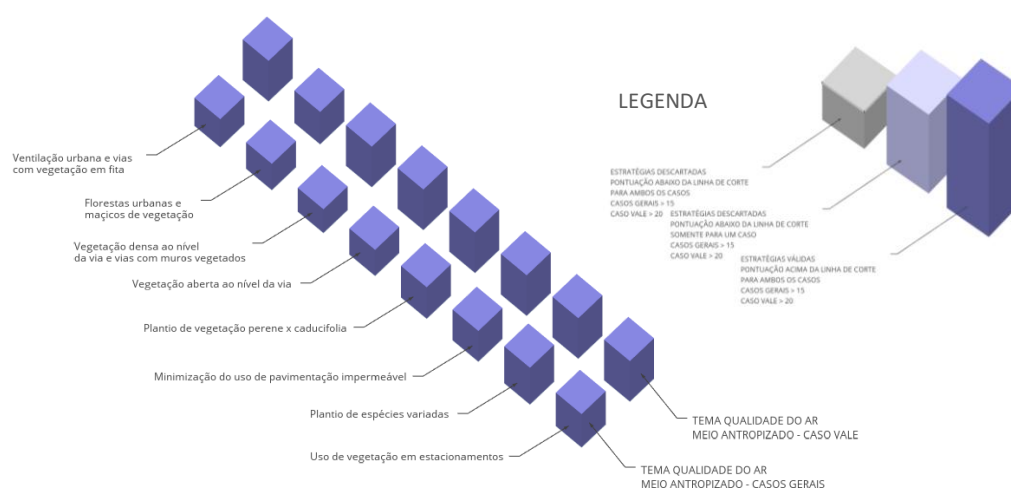 LEGENDA
ESTRATÉGIAS DESCARTADAS
PONTUAÇÃO ABAIXO DA LINHA DE CORTE
PARA AMBOS OS CASOS
CASOS GERAIS > 15
CASO VALE > 20
ESTRATÉGIAS DESCARTADAS
PONTUAÇÃO ABAIXO DA LINHA DE CORTE
SOMENTE PARA UM CASO
CASOS GERAIS > 15
CASO VALE > 20
ESTRATÉGIAS VÁLIDAS
PONTUAÇÃO ACIMA DA LINHA DE CORTE
PARA AMBOS OS CASOS
CASOS GERAIS > 15
CASO VALE > 20
Ventilação urbana e vias
com vegetação em fita
Florestas urbanas e
maçicos de vegetação
Vegetação densa ao nível
da via e vias com muros vegetados
Vegetação aberta ao nível da via
Plantio de vegetação perene x caducifolia
Minimização do uso de pavimentação impermeável
Plantio de espécies variadas
Uso de vegetação em estacionamentos
TEMA QUALIDADE DO AR
MEIO ANTROPIZADO - CASO VALE
TEMA QUALIDADE DO AR
MEIO ANTROPIZADO - CASOS GERAIS